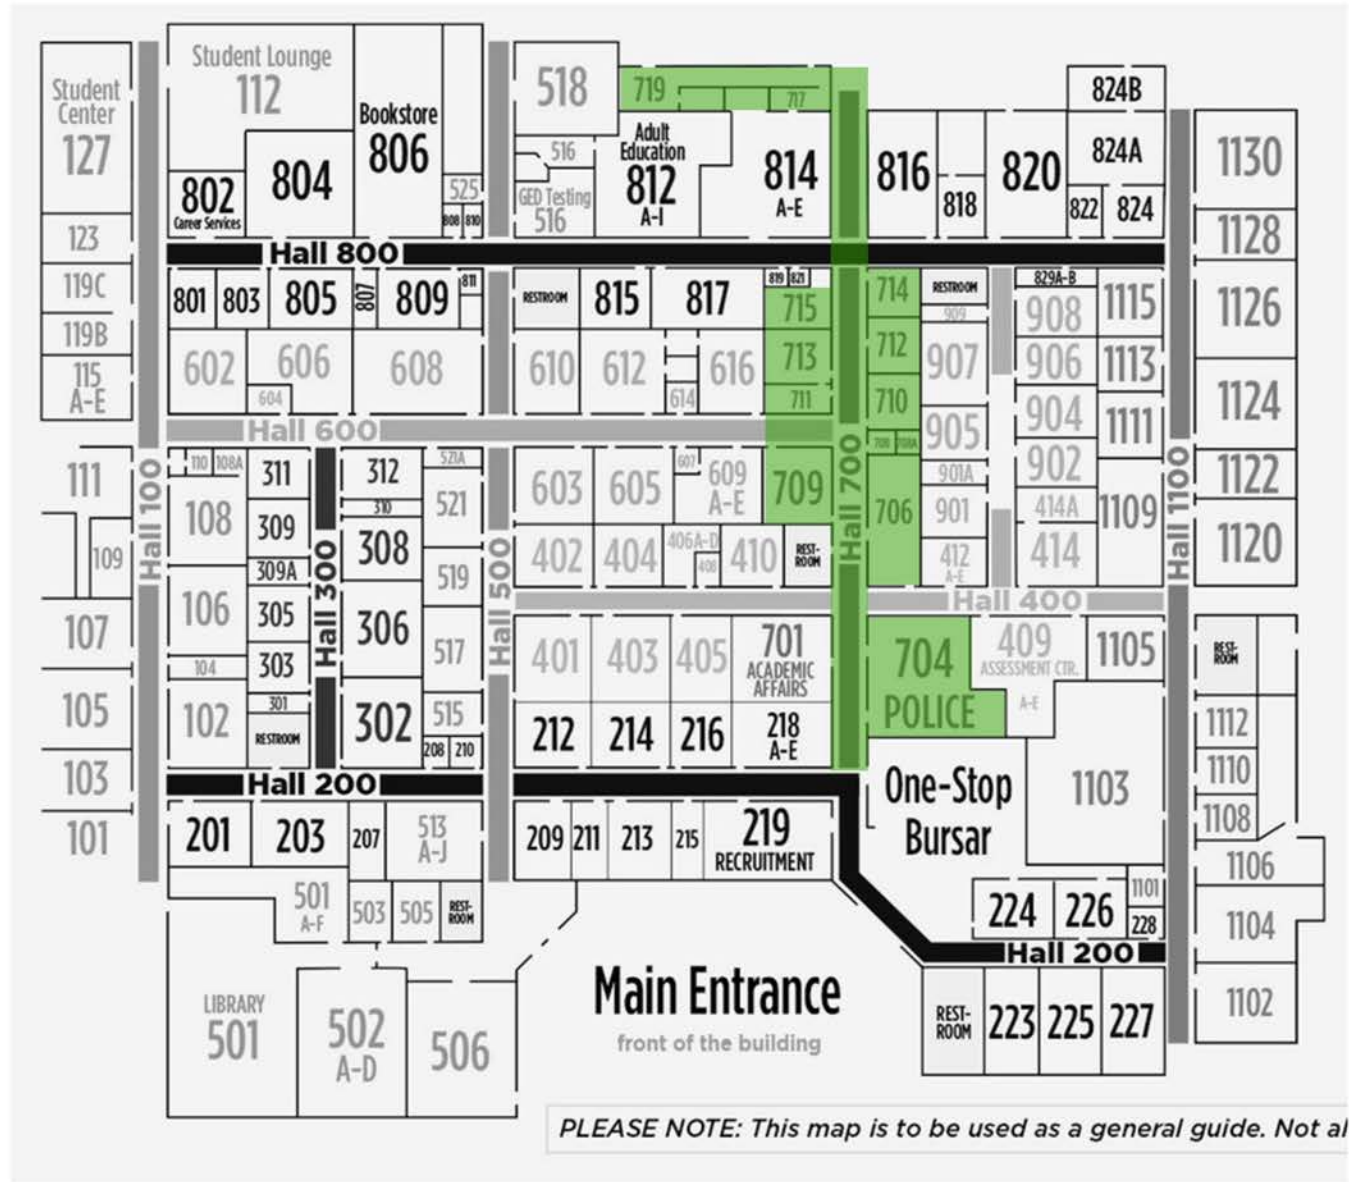 Student
Center
127
123
119C
119B
115
A-E
111
109
107
105
103
101
Hall 100
Student Lounge
112
802
Career Services
804
Bookstore
806
525
808
810
518
516
GED Testing
516
719
717
Adult
Education
812
A-I
814
A-E
816
818
820
824B
824A
822
824
1130
1128
1126
1124
1122
1120
Hall 800
801
803
805
807
809
811
RESTROOM
815
817
819
821
715
714
RESTROOM
909
829A-B
908
1115
602
606
604
608
610
612
614
616
713
711
712
710
907
906
1113
904
1111
Hall 600
Hall 700
708
708A
905
902
110
108A
108
311
309
309A
312
310
308
521A
521
519
603
605
607
609
A-E
709
706
901A
901
414A
1109
402
404
406A-D
408
410
REST-
ROOM
412
A-E
414
Hall 1100
106
104
102
305
303
301
RESTROOM
Hall 300
306
302
517
515
208
210
Hall 500
Hall 400
401
403
405
701
ACADEMIC
AFFAIRS
704
POLICE
409
ASSESSMENT CTR.
A-E
1105
REST-
ROOM
212
214
216
218
A-E
1112
1110
1108
1106
1104
1102
Hall 200
One-Stop
Bursar
1103
201
203
207
513
A-J
209
211
213
215
219
RECRUITMENT
501
A-F
503
505
REST-
ROOM
224
226
1101
228
Hall 200
LIBRARY
501
502
A-D
506
Main Entrance
front of the building
REST-
ROOM
223
225
227
PLEASE NOTE: This map is to be used as a general guide. Not al